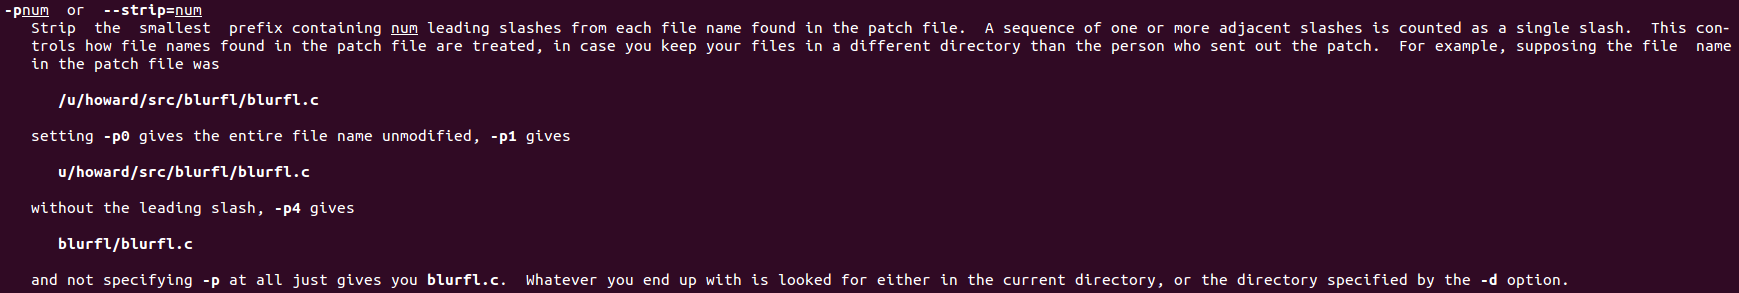 -pnum  or  --strip=num
Strip  the  smallest  prefix containing num leading slashes from each file name found in the patch file.  A sequence of one or more adjacent slashes is counted as a single slash.  This con-
trols how file names found in the patch file are treated, in case you keep your files in a different directory than the person who sent out the patch.  For example, supposing the file  name
in the patch file was
/u/howard/src/blurfl/blurfl.c
setting -p0 gives the entire file name unmodified, -p1 gives
u/howard/src/blurfl/blurfl.c
without the leading slash, -p4 gives
blurfl/blurfl.c
and not specifying -p at all just gives you blurfl.c.  Whatever you end up with is looked for either in the current directory, or the directory specified by the -d option.